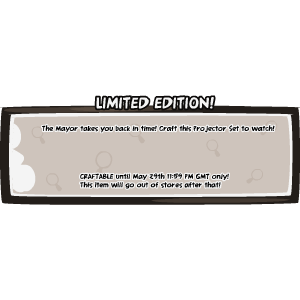 LIMITED EDITION!
The Mayor takes you back in time! Craft this Projector Set to watch!
CRAFTABLE until May 29th 11:59 PM GMT only!
This item will go out of stores after that!